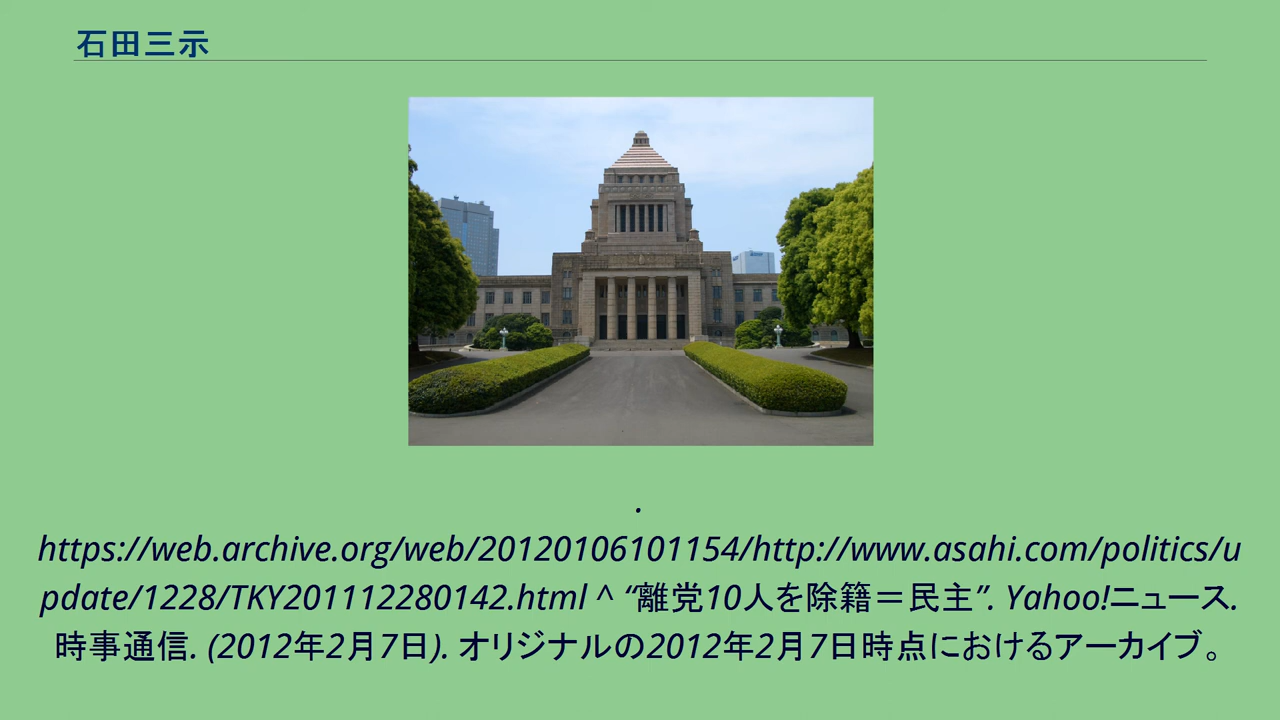 石田三示
.
https://web.archive.org/web/20120106101154/http://www.asahi.com/politics/u
pdate/1228/TKY201112280142.html ^ “離党10人を除籍＝民主”. Yahoo!ニュース.
時事通信. (2012年2月7日). オリジナルの2012年2月7日時点におけるアーカイブ。